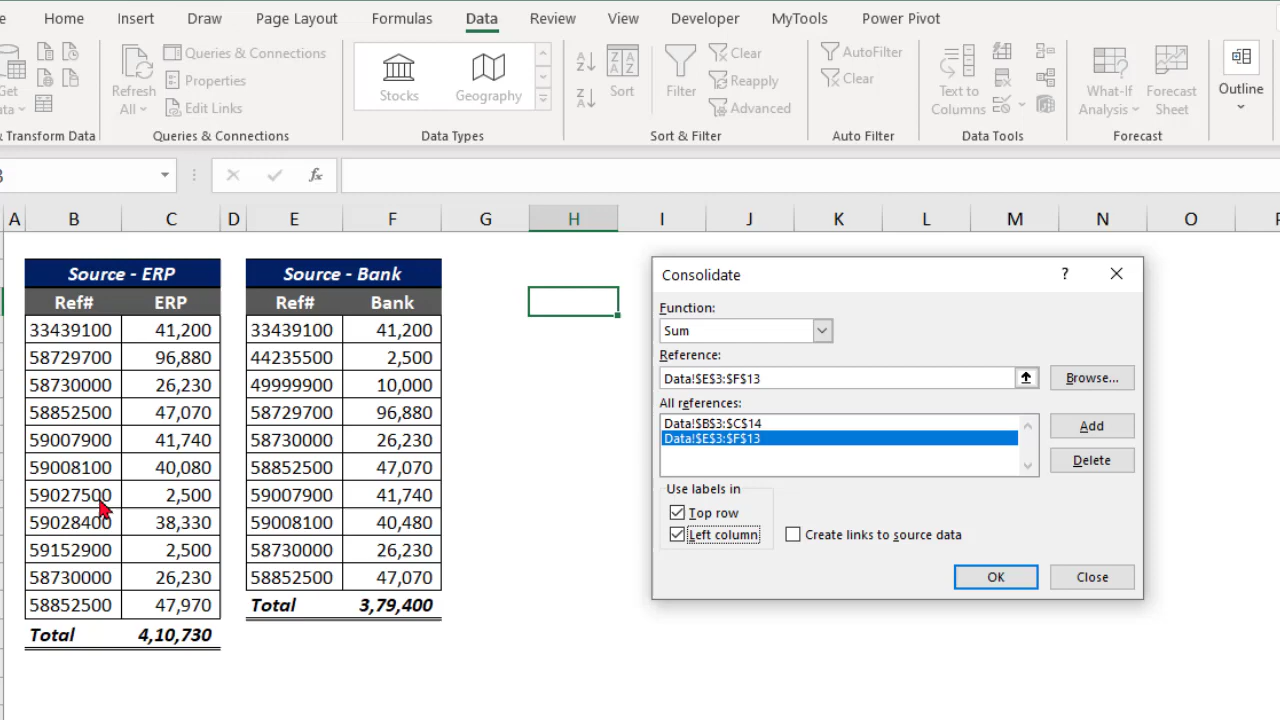 Home Insert Draw Page Layout Formulas Data Review View Developer MyTools Power Pivot
Get
Refresh
All
Queries & Connections
Properties
Edit Links
Stocks
Geography
Sort
Filter
Clear
Reapply
Advanced
AutoFilter
Clear
Text to
Columns
What-If
Analysis
Forecast
Sheet
Outline
& Transform Data
Queries & Connections
Data Types
Sort & Filter
Auto Filter
Data Tools
Forecast
fx
A B C D E F G H I J K L M N O
Source - ERP
Ref# ERP
33439100 41,200
58729700 96,880
58730000 26,230
58852500 47,070
59007900 41,740
59008100 40,080
59027500 2,500
59028400 38,330
59152900 2,500
58730000 26,230
58852500 47,970
Total 4,10,730
Source - Bank
Ref# Bank
33439100 41,200
44235500 2,500
49999900 10,000
58729700 96,880
58730000 26,230
58852500 47,070
59007900 41,740
59008100 40,480
58730000 26,230
58852500 47,070
Total 3,79,400
Consolidate
?
Function:
Sum
Reference:
Data!$E$3:$F$13
Browse...
All references:
Data!$B$3:$C$14
Data!$E$3:$F$13
Add
Delete
Use labels in
Top row
Left column
Create links to source data
OK
Close